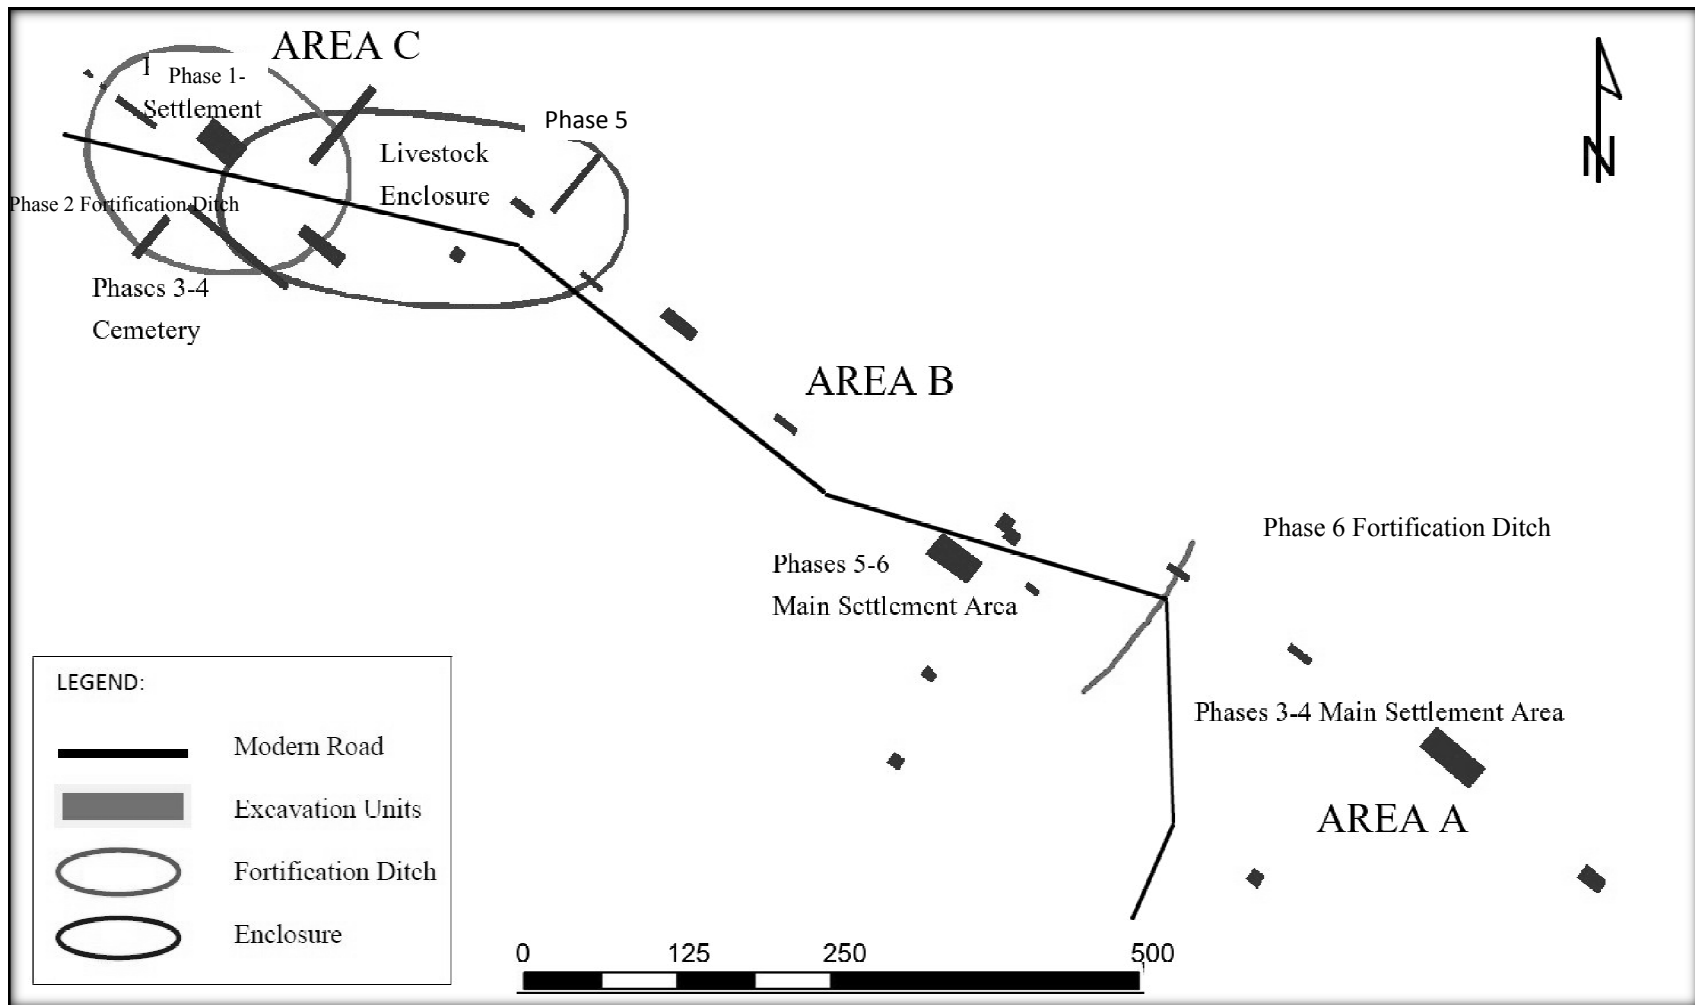 AREA C
Phase 1-
Settlement
Phase 5
Livestock
Enclosure
Phase 2 Fortification Ditch
Phases 3-4
Cemetery
N
AREA B
Phase 6 Fortification Ditch
Phases 5-6
Main Settlement Area
Phases 3-4 Main Settlement Area
AREA A
LEGEND:
Modern Road
Excavation Units
Fortification Ditch
Enclosure
0 125 250 500